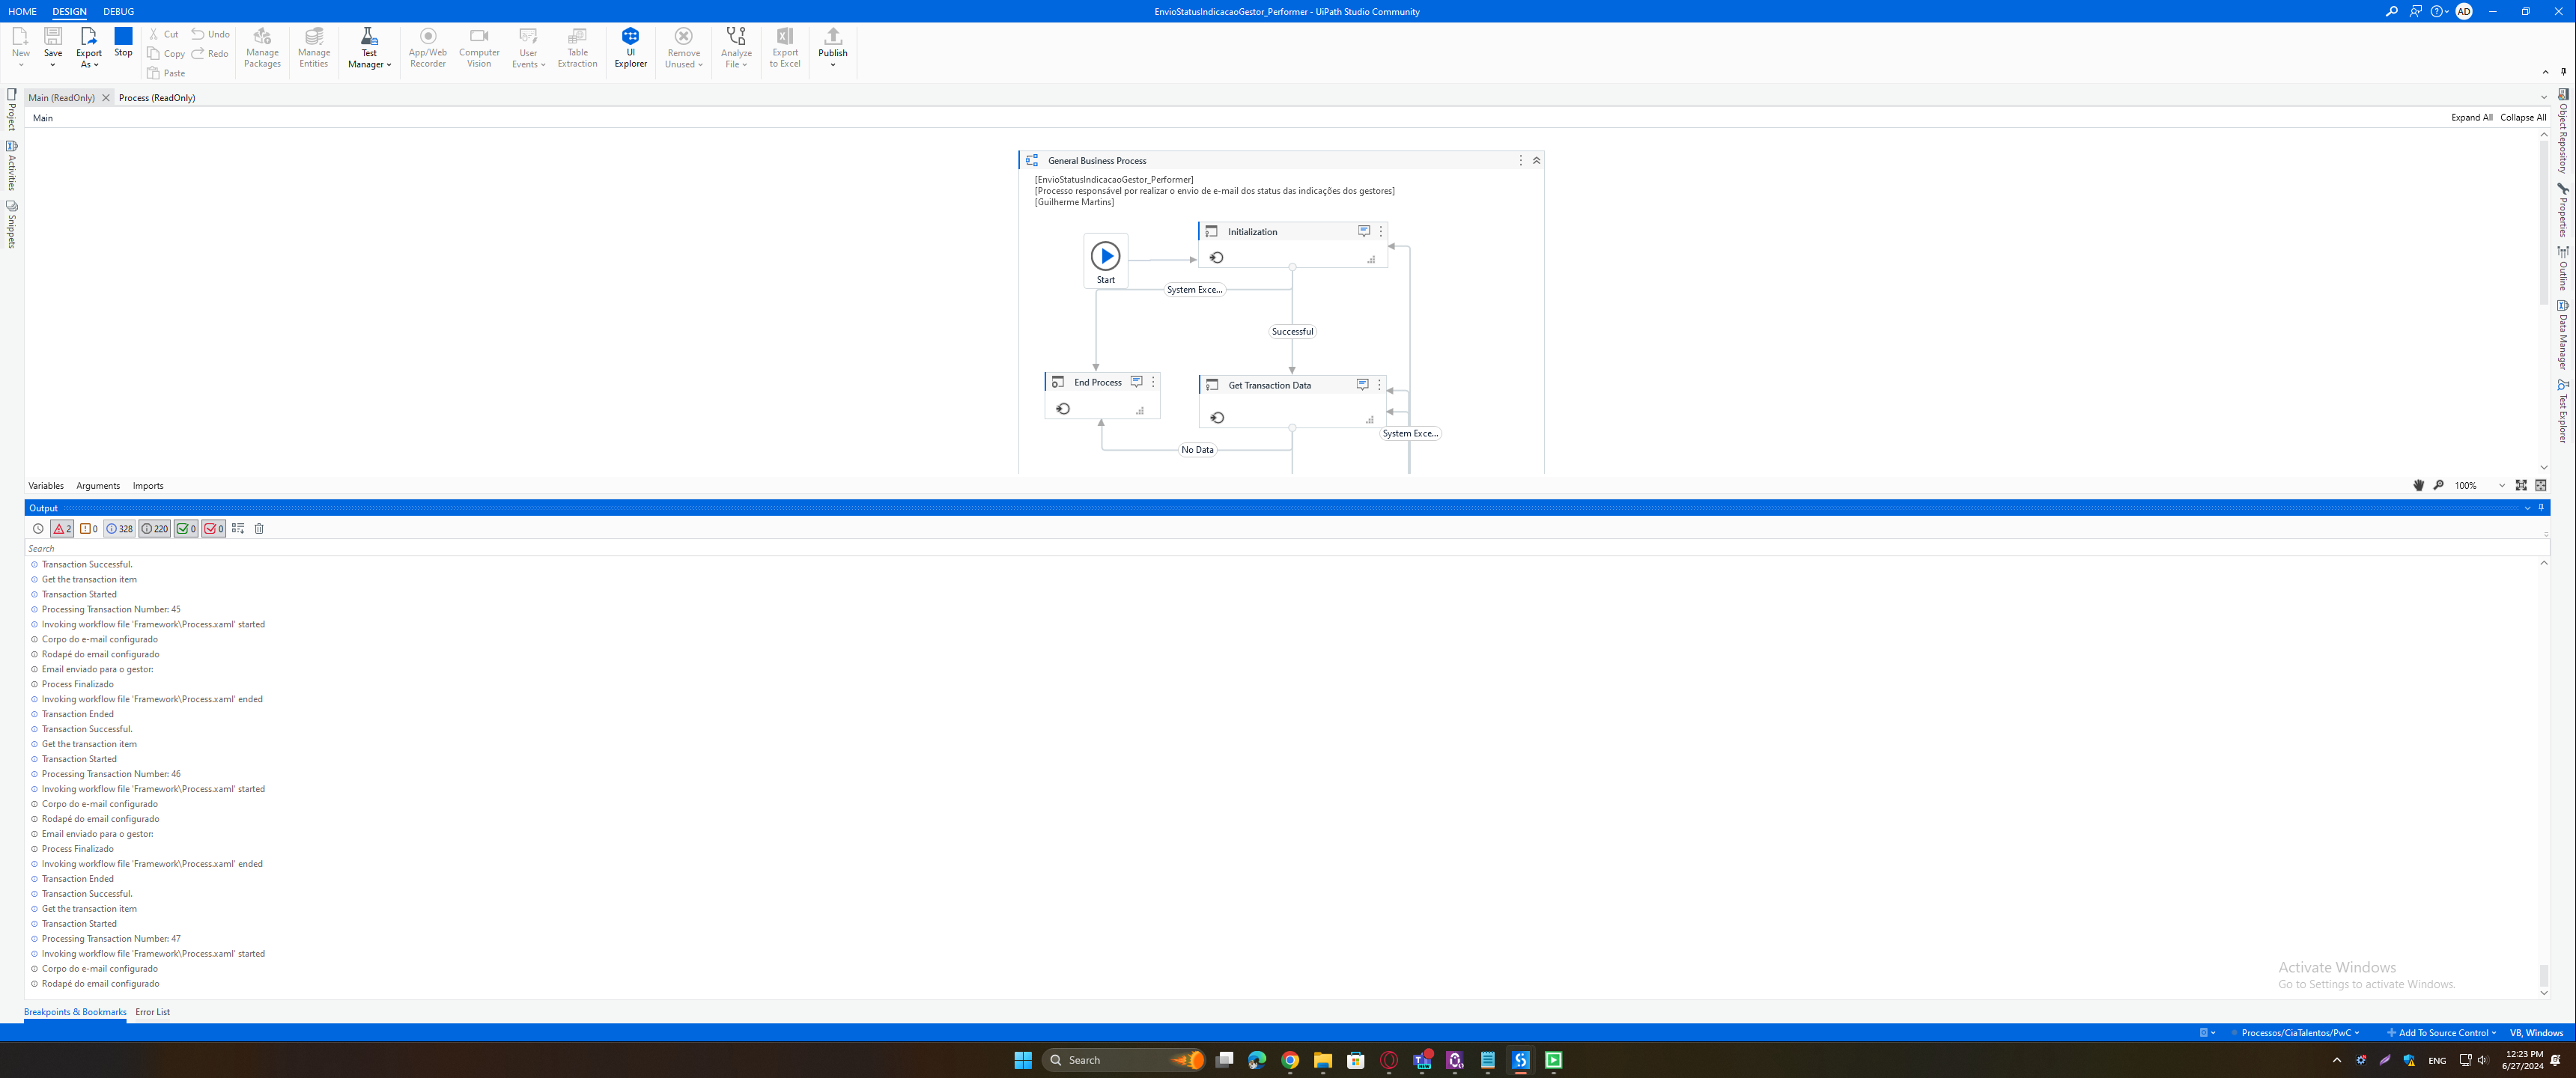 HOME DESIGN DEBUG
EnvioStatusIndicacaoGestor_Performer - UiPath Studio Community
AD
New Save Export As Stop
Cut Undo
Copy Redo
Paste
Manage Packages
Manage Entities
Test Manager
App/Web Recorder
Computer Vision
User Events
Table Extraction
UI Explorer
Remove Unused
Analyze File
Export to Excel
Publish
Main (ReadOnly) Process (ReadOnly)
Main
Expand All Collapse All
Project
Activities
Snippets
Object Repository
Properties
Outline
Data Manager
Test Explorer
General Business Process
[EnvioStatusIndicacaoGestor_Performer]
[Processo responsável por realizar o envio de e-mail dos status das indicações dos gestores]
[Guilherme Martins]
Initialization
Start
System Exce...
Successful
End Process
Get Transaction Data
System Exce...
No Data
Variables Arguments Imports
100%
Output
2 0 328 220 0 0
Search
Transaction Successful.
Get the transaction item
Transaction Started
Processing Transaction Number: 45
Invoking workflow file 'Framework\Process.xaml' started
Corpo do e-mail configurado
Rodapé do email configurado
Email enviado para o gestor:
Process Finalizado
Invoking workflow file 'Framework\Process.xaml' ended
Transaction Ended
Transaction Successful.
Get the transaction item
Transaction Started
Processing Transaction Number: 46
Invoking workflow file 'Framework\Process.xaml' started
Corpo do e-mail configurado
Rodapé do email configurado
Email enviado para o gestor:
Process Finalizado
Invoking workflow file 'Framework\Process.xaml' ended
Transaction Ended
Transaction Successful.
Get the transaction item
Transaction Started
Processing Transaction Number: 47
Invoking workflow file 'Framework\Process.xaml' started
Corpo do e-mail configurado
Rodapé do email configurado
Activate Windows
Go to Settings to activate Windows.
Breakpoints & Bookmarks Error List
Processos/CiaTalentos/PwC
Add To Source Control
VB, Windows
Search
ENG
12:23 PM
6/27/2024